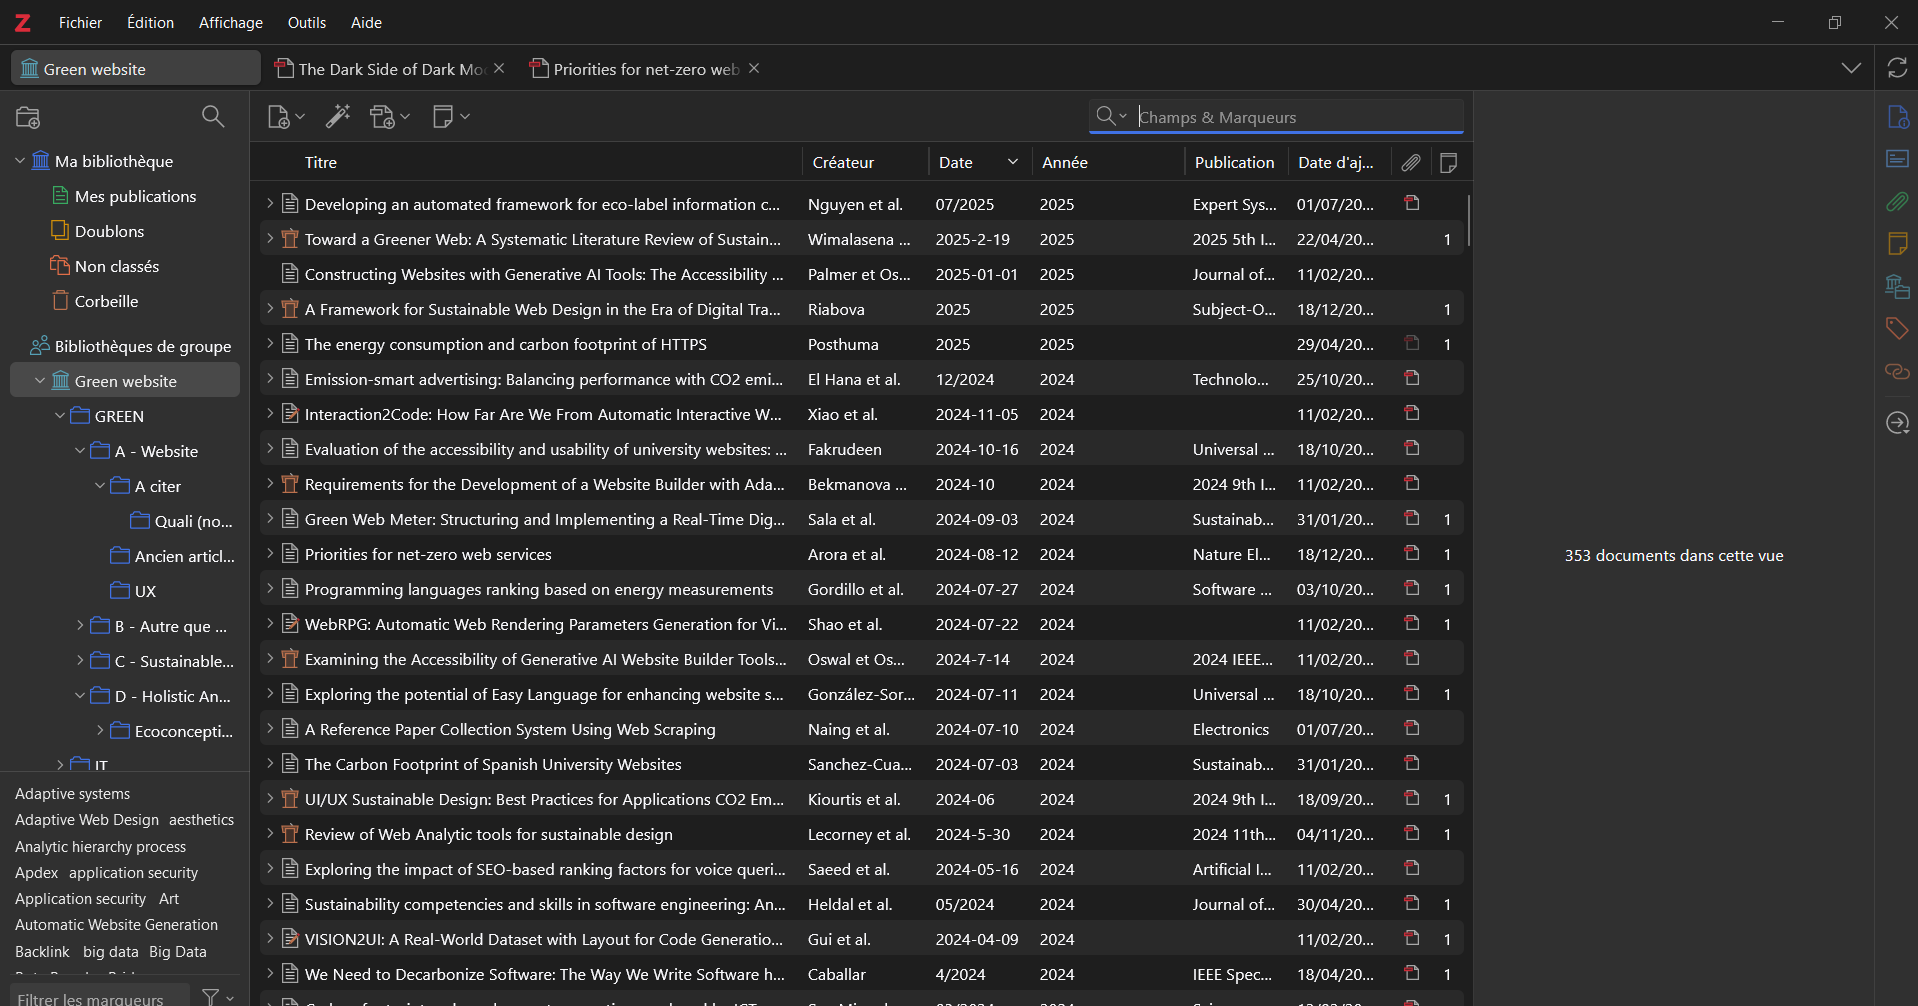 Z Fichier Édition Affichage Outils Aide
Green website
The Dark Side of Dark Mo
Priorities for net-zero web
Champs & Marqueurs
Ma bibliothèque
Mes publications
Doublons
Non classés
Corbeille
Bibliothèques de groupe
Green website
GREEN
A - Website
A citer
Quali (no...
Ancien articl...
UX
B - Autre que ...
C - Sustainable...
D - Holistic An...
Ecoconcepti...
IT
Adaptive systems
Adaptive Web Design aesthetics
Analytic hierarchy process
Apdex application security
Application security Art
Automatic Website Generation
Backlink big data Big Data
Filtrer les marqueurs
Titre Créateur Date Année Publication Date d'aj...
Developing an automated framework for eco-label information c... Nguyen et al. 07/2025 2025 Expert Sys... 01/07/20...
Toward a Greener Web: A Systematic Literature Review of Sustain... Wimalasena ... 2025-2-19 2025 2025 5th I... 22/04/20... 1
Constructing Websites with Generative AI Tools: The Accessibility ... Palmer et Os... 2025-01-01 2025 Journal of... 11/02/20...
A Framework for Sustainable Web Design in the Era of Digital Tra... Riabova 2025 2025 Subject-O... 18/12/20... 1
The energy consumption and carbon footprint of HTTPS Posthuma 2025 2025 29/04/20... 1
Emission-smart advertising: Balancing performance with CO2 emi... El Hana et al. 12/2024 2024 Technolo... 25/10/20...
Interaction2Code: How Far Are We From Automatic Interactive W... Xiao et al. 2024-11-05 2024 11/02/20...
Evaluation of the accessibility and usability of university websites: ... Fakrudeen 2024-10-16 2024 Universal ... 18/10/20...
Requirements for the Development of a Website Builder with Ada... Bekmanova ... 2024-10 2024 2024 9th I... 11/02/20...
Green Web Meter: Structuring and Implementing a Real-Time Dig... Sala et al. 2024-09-03 2024 Sustainab... 31/01/20... 1
Priorities for net-zero web services Arora et al. 2024-08-12 2024 Nature El... 18/12/20... 1
Programming languages ranking based on energy measurements Gordillo et al. 2024-07-27 2024 Software ... 03/10/20... 1
WebRPG: Automatic Web Rendering Parameters Generation for Vi... Shao et al. 2024-07-22 2024 11/02/20... 1
Examining the Accessibility of Generative AI Website Builder Tools... Oswal et Os... 2024-7-14 2024 2024 IEEE... 11/02/20...
Exploring the potential of Easy Language for enhancing website s... González-Sor... 2024-07-11 2024 Universal ... 18/10/20... 1
A Reference Paper Collection System Using Web Scraping Naing et al. 2024-07-10 2024 Electronics 01/07/20...
The Carbon Footprint of Spanish University Websites Sanchez-Cua... 2024-07-03 2024 Sustainab... 31/01/20...
UI/UX Sustainable Design: Best Practices for Applications CO2 Em... Kiourtis et al. 2024-06 2024 2024 9th I... 18/09/20... 1
Review of Web Analytic tools for sustainable design Lecorney et al. 2024-5-30 2024 2024 11th... 04/11/20... 1
Exploring the impact of SEO-based ranking factors for voice queri... Saeed et al. 2024-05-16 2024 Artificial I... 11/02/20...
Sustainability competencies and skills in software engineering: An... Heldal et al. 05/2024 2024 Journal of... 30/04/20... 1
VISION2UI: A Real-World Dataset with Layout for Code Generatio... Gui et al. 2024-04-09 2024 11/02/20... 1
We Need to Decarbonize Software: The Way We Write Software h... Caballar 4/2024 2024 IEEE Spec... 18/04/20... 1
353 documents dans cette vue